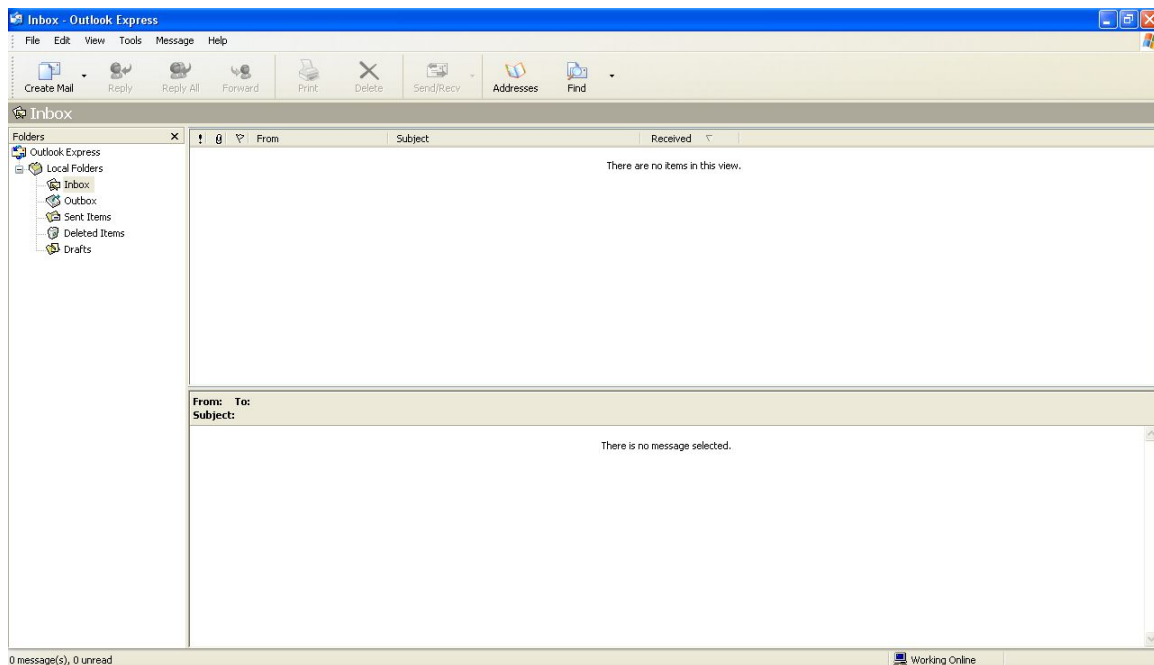 Inbox - Outlook Express
File Edit View Tools Message Help
Create Mail Reply Reply All Forward Print Delete Send/Recv Addresses Find
Inbox
Folders
! From Subject Received
Outlook Express
There are no items in this view.
Local Folders
Inbox
Outbox
Sent Items
Deleted Items
Drafts
From: To:
Subject:
There is no message selected.
0 message(s), 0 unread Working Online